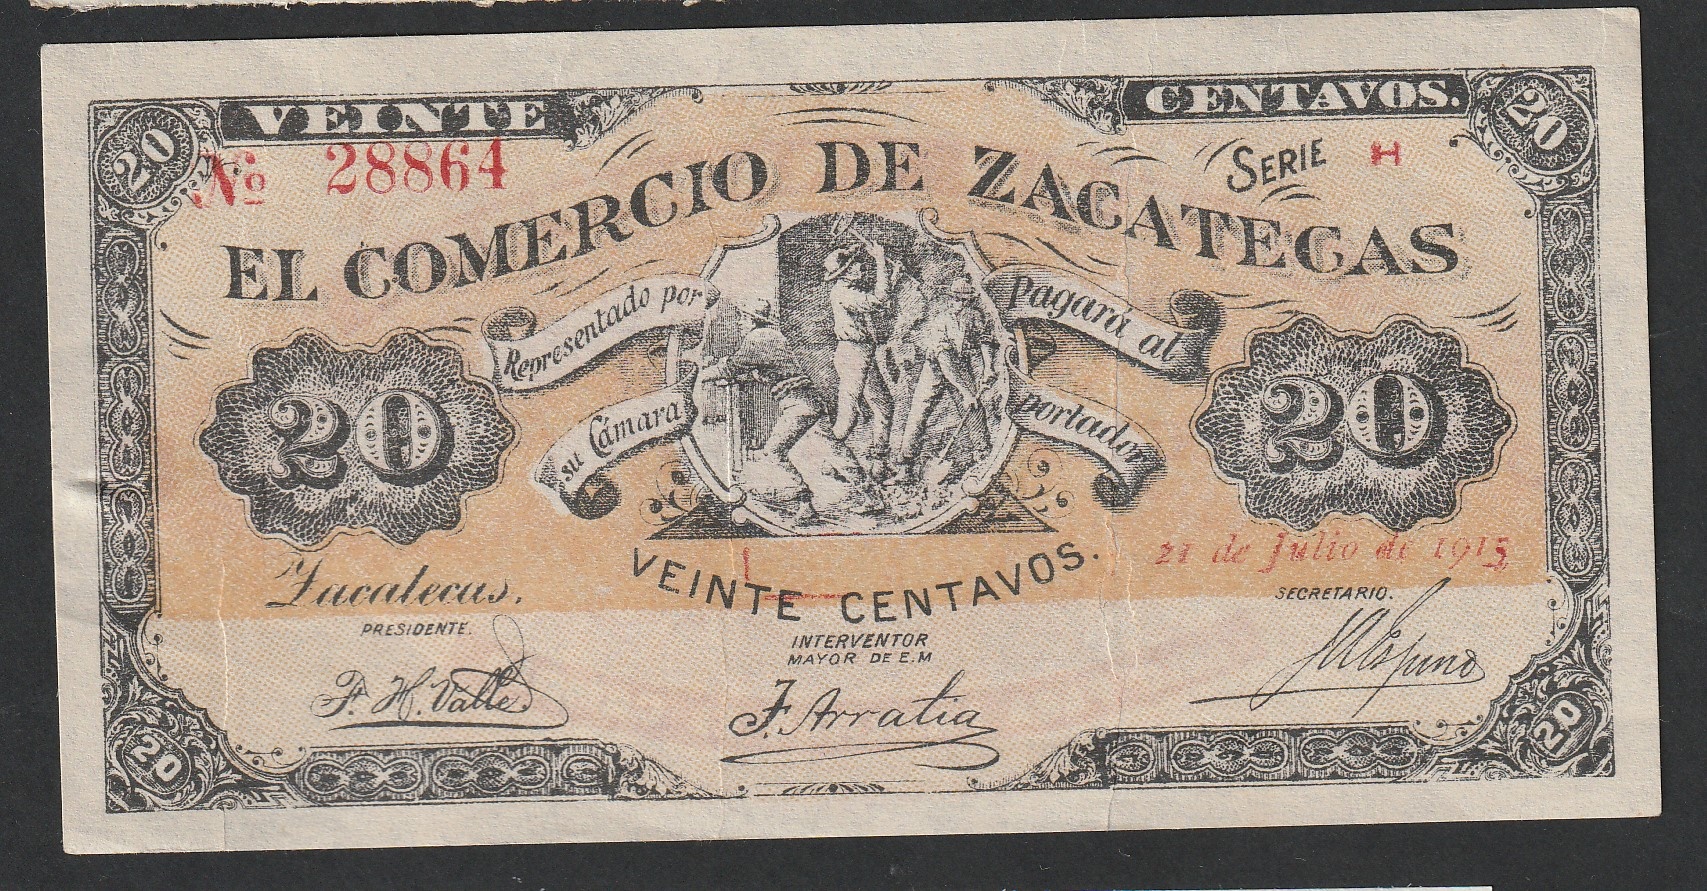 VEINTE CENTAVOS.
20 20
No 28864
SERIE H
EL COMERCIO DE ZACATECAS
Representado por
su Cámara
pagará al
portador
20 20
VEINTE CENTAVOS.
21 de Julio de 1915
Zacatecas.
PRESIDENTE.
F. H. Valle
INTERVENTOR
MAYOR DE E.M
F. Arratia
SECRETARIO.
20 20